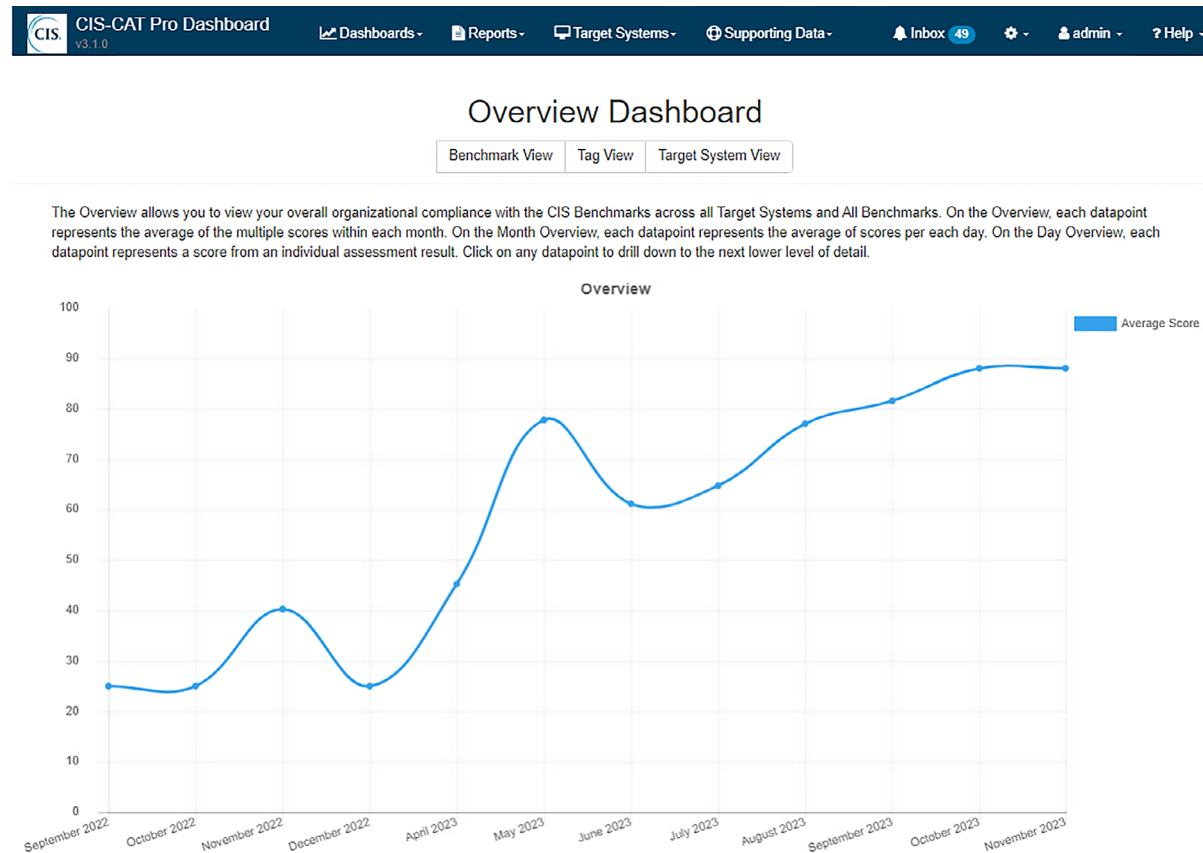 CIS.
CIS-CAT Pro Dashboard
v3.1.0
Dashboards
Reports
Target Systems
Supporting Data
Inbox 49
admin
? Help
Overview Dashboard
Benchmark View
Tag View
Target System View
The Overview allows you to view your overall organizational compliance with the CIS Benchmarks across all Target Systems and All Benchmarks. On the Overview, each datapoint
represents the average of the multiple scores within each month. On the Month Overview, each datapoint represents the average of scores per each day. On the Day Overview, each
datapoint represents a score from an individual assessment result. Click on any datapoint to drill down to the next lower level of detail.
Overview
Average Score
100
90
80
70
60
50
40
30
20
10
0
September 2022
October 2022
November 2022
December 2022
April 2023
May 2023
June 2023
July 2023
August 2023
September 2023
October 2023
November 2023